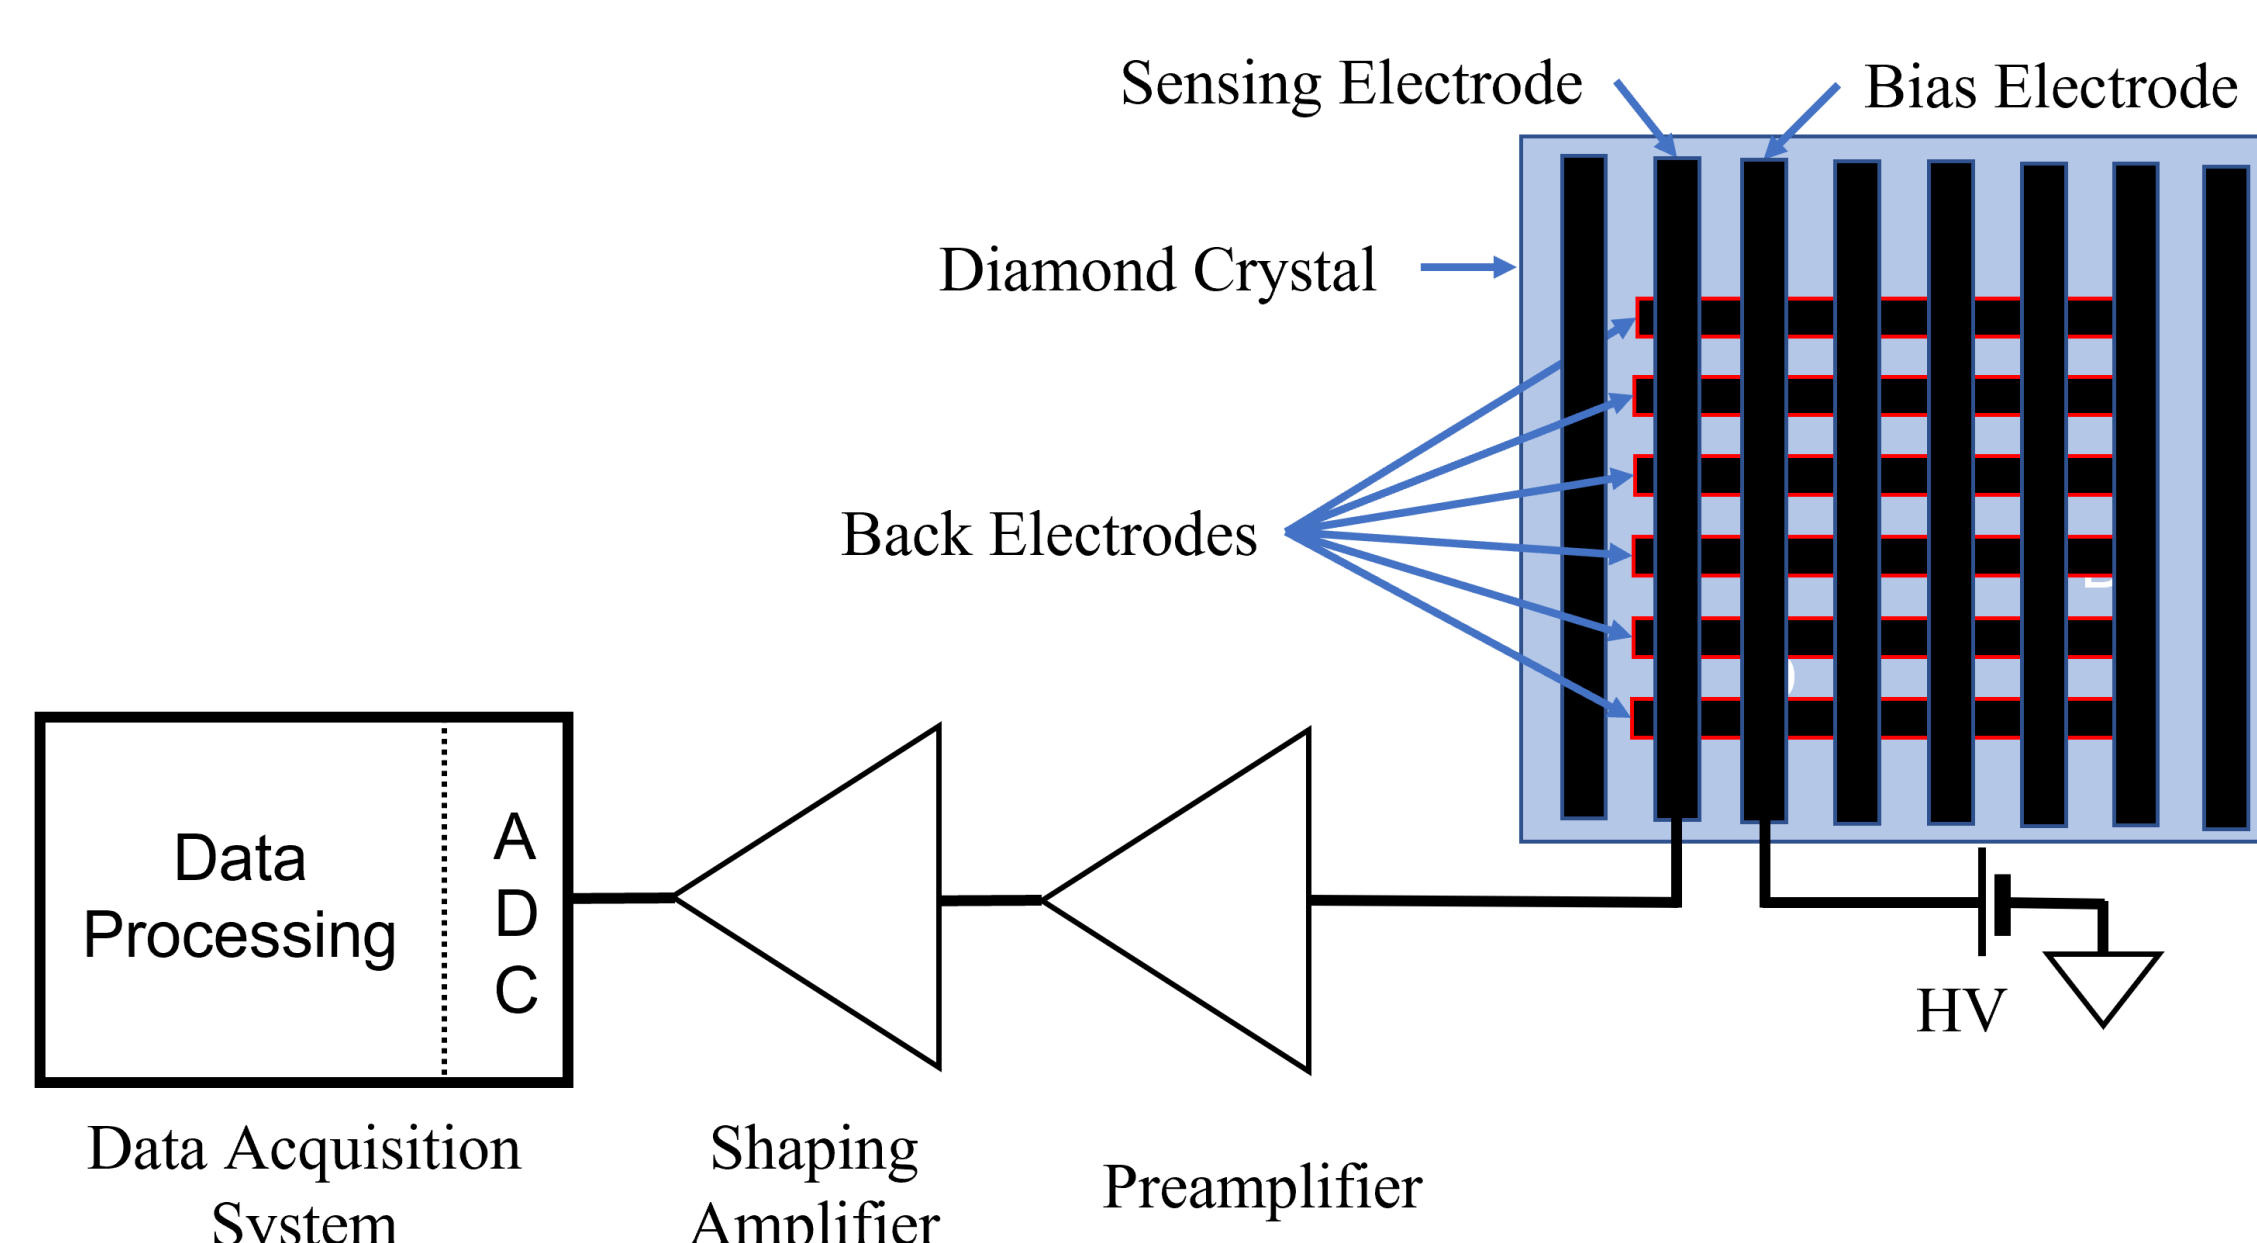 Sensing Electrode
Bias Electrode
Diamond Crystal
Back Electrodes
Data
Processing
A
D
C
HV
Data Acquisition
System
Shaping
Amplifier
Preamplifier